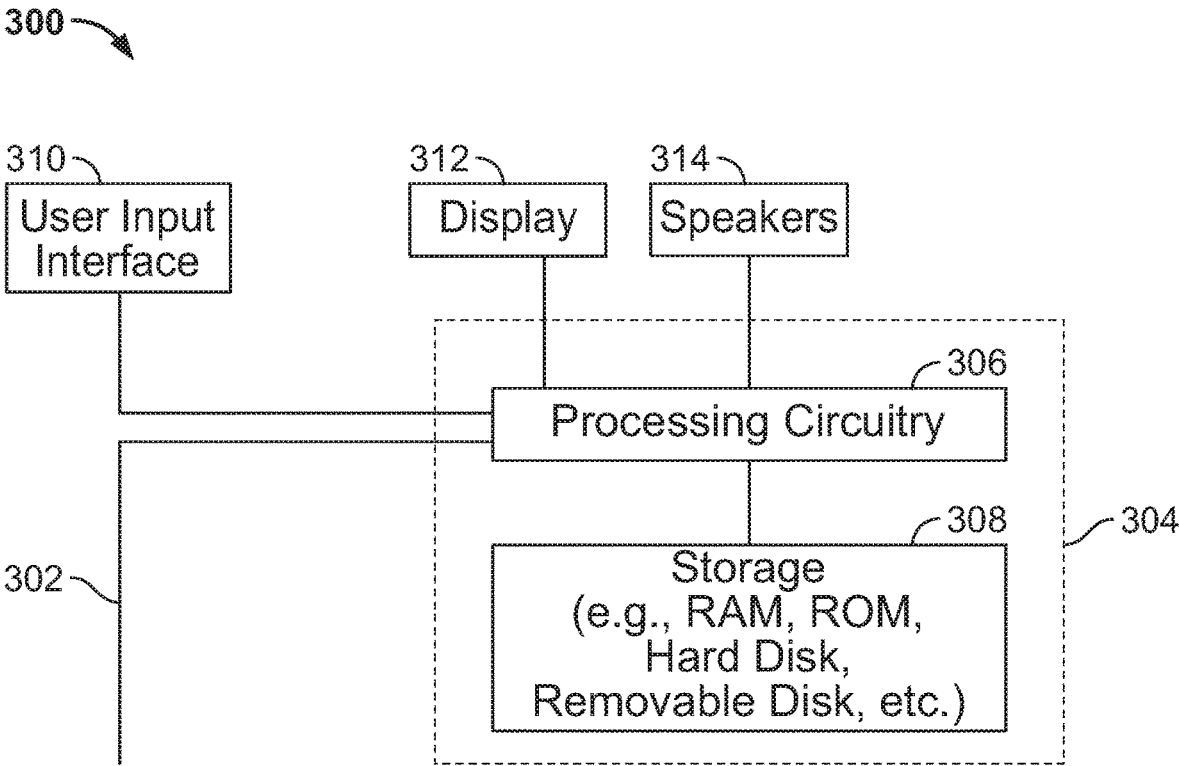 300
310
312
314
User Input
Interface
Display
Speakers
306
Processing Circuitry
308
304
Storage
(e.g., RAM, ROM,
Hard Disk,
Removable Disk, etc.)
302